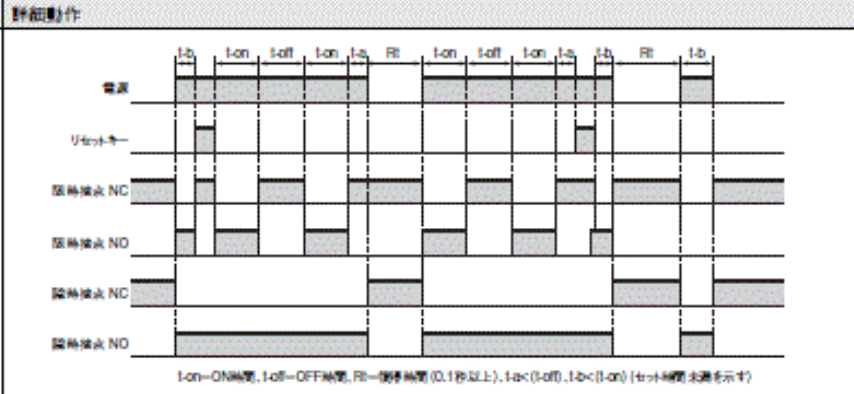 詳細動作
t-b t-on t-off t-on t-a Rt t-on t-off t-on t-a t-b Rt t-b
電源
リセットキー
限時接点 NC
限時接点 NO
瞬時接点 NC
瞬時接点 NO
t-on=ON時間, t-off=OFF時間, Rt=復帰時間 (0.1秒以上), t-a<(t-off), t-b<(t-on) (セット時間未満を示す)